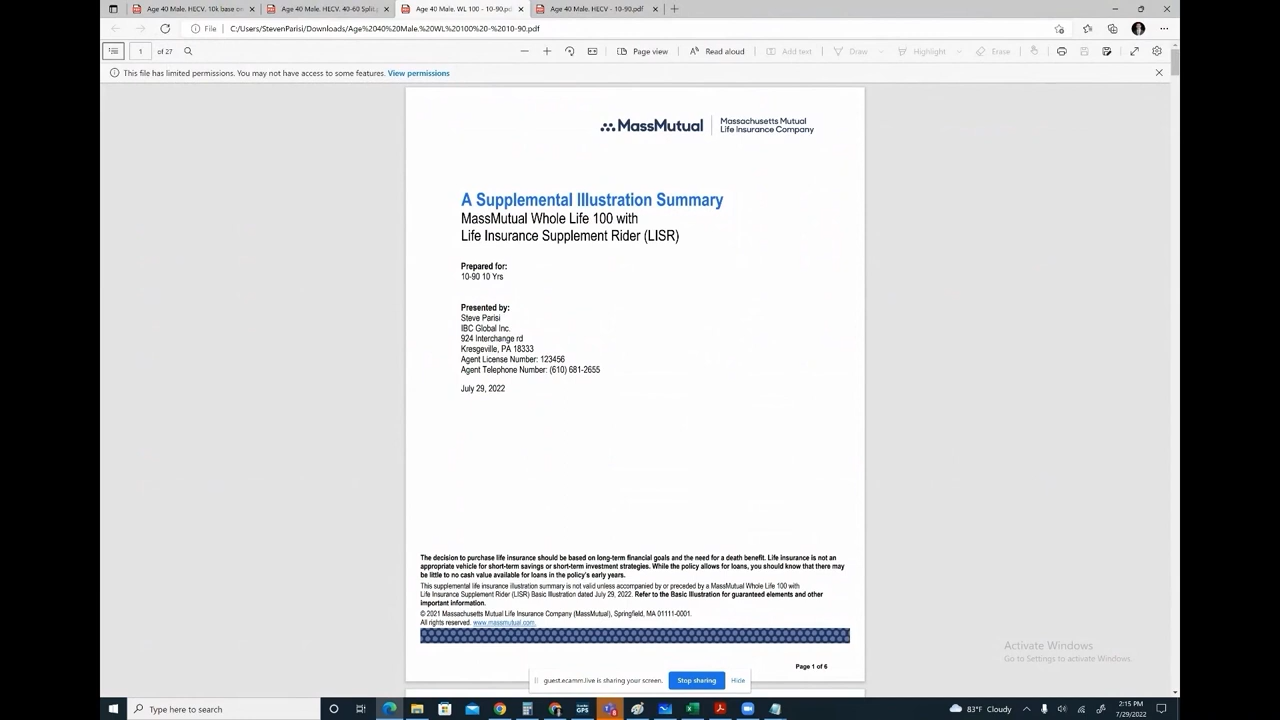 Age 40 Male. HECV. 10k base on
Age 40 Male. HECV. 40-60 Split.p
Age 40 Male. WL 100 - 10-90.pdf
Age 40 Male. HECV - 10-90.pdf
File
C:/Users/StevenParisi/Downloads/Age%2040%20Male.%20WL%20100%20-%2010-90.pdf
1
of 27
Page view
Read aloud
Add text
Draw
Highlight
Erase
This file has limited permissions. You may not have access to some features. View permissions
MassMutual
Massachusetts Mutual
Life Insurance Company
A Supplemental Illustration Summary
MassMutual Whole Life 100 with
Life Insurance Supplement Rider (LISR)
Prepared for:
10-90 10 Yrs
Presented by:
Steve Parisi
IBC Global Inc.
924 Interchange rd
Kresgeville, PA 18333
Agent License Number: 123456
Agent Telephone Number: (610) 681-2655
July 29, 2022
The decision to purchase life insurance should be based on long-term financial goals and the need for a death benefit. Life insurance is not an
appropriate vehicle for short-term savings or short-term investment strategies. While the policy allows for loans, you should know that there may
be little to no cash value available for loans in the policy's early years.
This supplemental life insurance illustration summary is not valid unless accompanied by or preceded by a MassMutual Whole Life 100 with
Life Insurance Supplement Rider (LISR) Basic Illustration dated July 29, 2022. Refer to the Basic Illustration for guaranteed elements and other
important information.
© 2021 Massachusetts Mutual Life Insurance Company (MassMutual), Springfield, MA 01111-0001.
All rights reserved. www.massmutual.com.
Activate Windows
Go to Settings to activate Windows.
Page 1 of 6
guest.ecamm.live is sharing your screen.
Stop sharing
Hide
Type here to search
GFS
83°F Cloudy
2:15 PM
7/29/2022